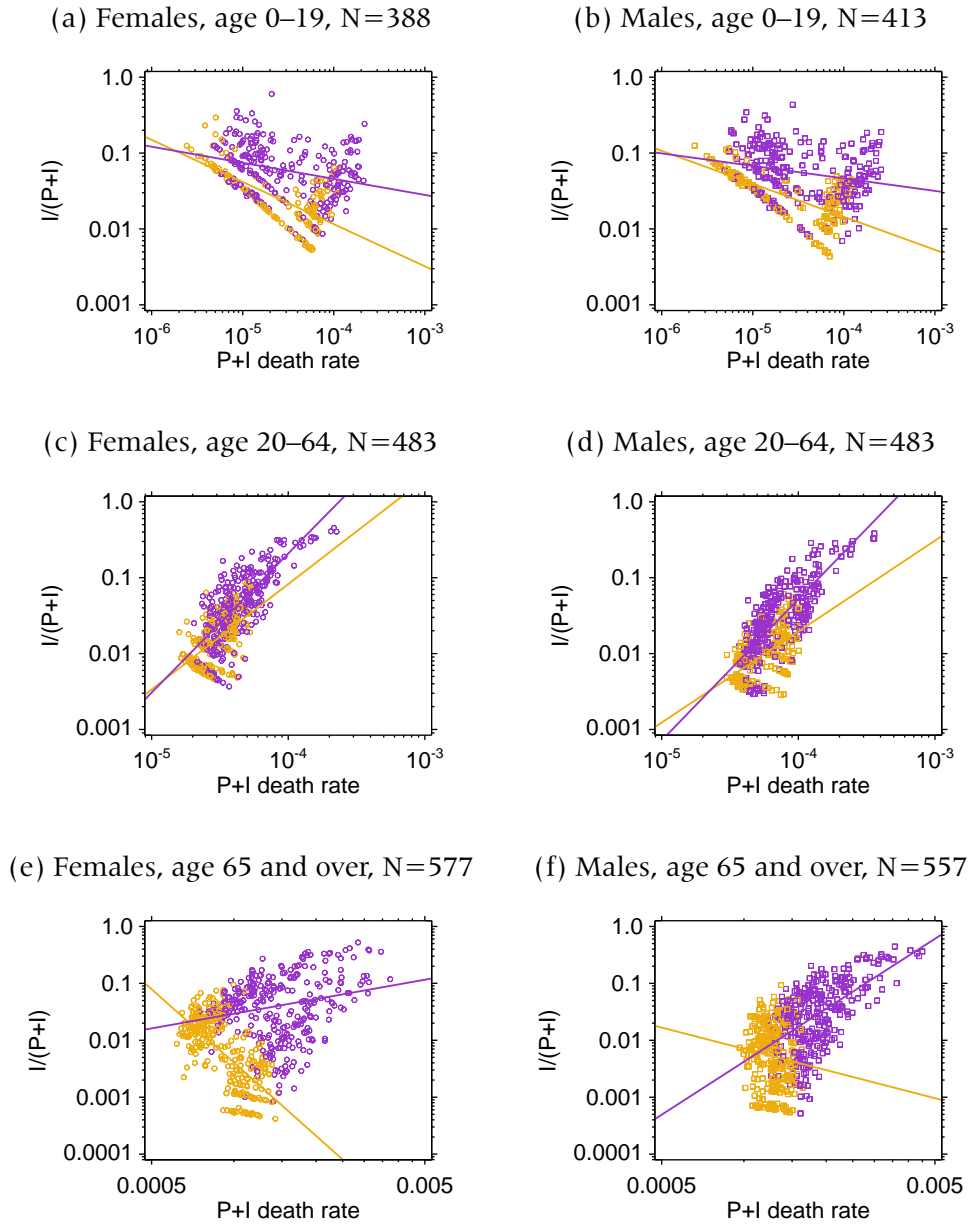 (a) Females, age 0–19, N=388
(b) Males, age 0–19, N=413
1.0
0.1
0.01
0.001
I/(P+I)
10-6
10-5
10-4
10-3
P+I death rate
1.0
0.1
0.01
0.001
I/(P+I)
10-6
10-5
10-4
10-3
P+I death rate
(c) Females, age 20–64, N=483
(d) Males, age 20–64, N=483
1.0
0.1
0.01
0.001
I/(P+I)
10-5
10-4
10-3
P+I death rate
1.0
0.1
0.01
0.001
I/(P+I)
10-5
10-4
10-3
P+I death rate
(e) Females, age 65 and over, N=577
(f) Males, age 65 and over, N=557
1.0
0.1
0.01
0.001
0.0001
I/(P+I)
0.0005
0.005
P+I death rate
1.0
0.1
0.01
0.001
0.0001
I/(P+I)
0.0005
0.005
P+I death rate